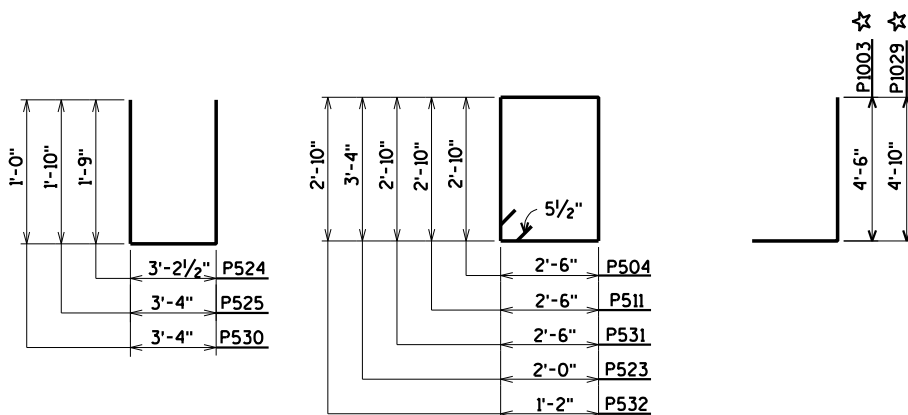 1'-0"
1'-10"
1'-9"
3'-2½" P524
3'-4" P525
3'-4" P530
2'-10"
3'-4"
2'-10"
2'-10"
2'-10"
5½"
2'-6" P504
2'-6" P511
2'-6" P531
2'-0" P523
1'-2" P532
P1003 ☆
P1029 ☆
4'-6"
4'-10"